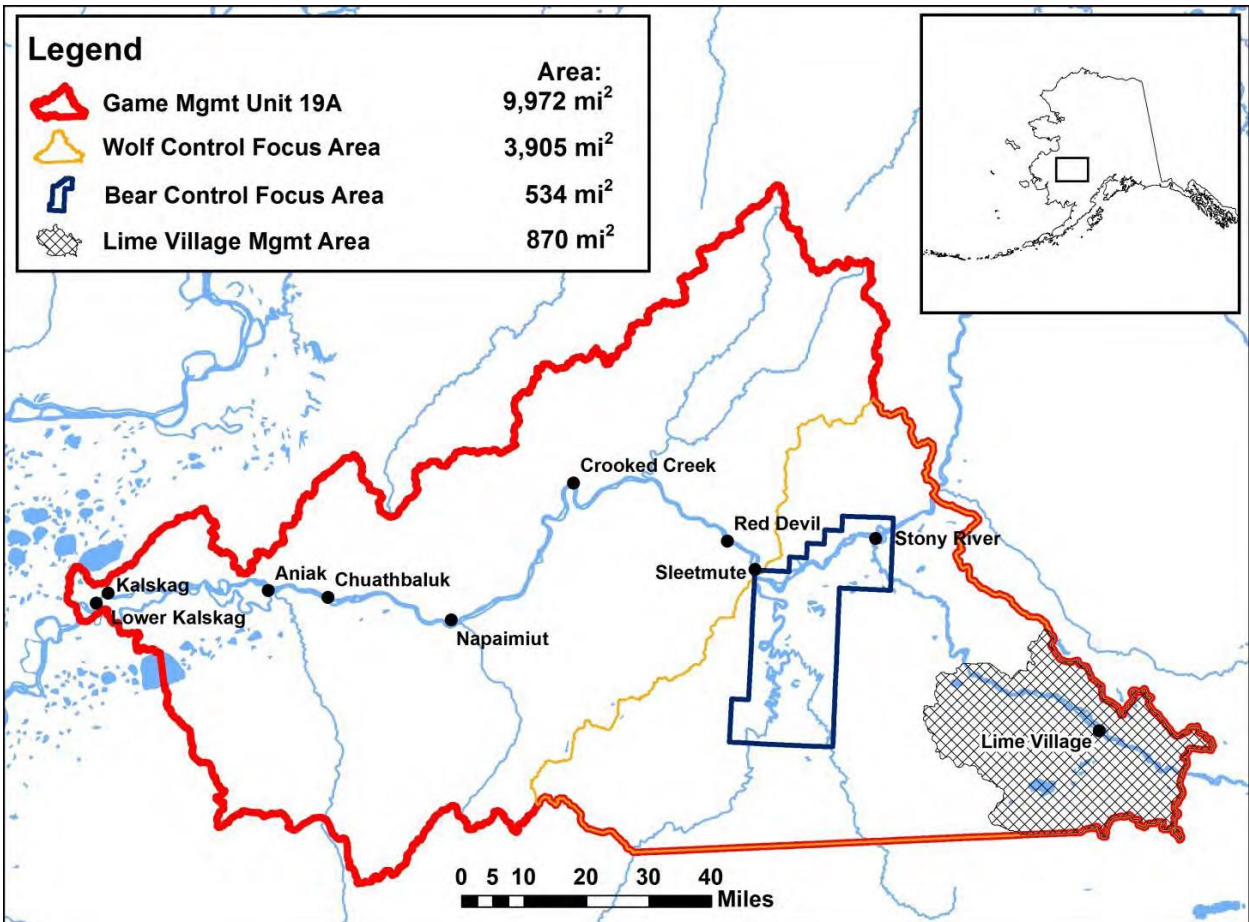 Legend
Area:
Game Mgmt Unit 19A 9,972 mi²
Wolf Control Focus Area 3,905 mi²
Bear Control Focus Area 534 mi²
Lime Village Mgmt Area 870 mi²
Crooked Creek
Red Devil
Stony River
Sleetmute
Kalskag
Aniak
Chuathbaluk
Lower Kalskag
Napaimiut
Lime Village
0 5 10 20 30 40
Miles